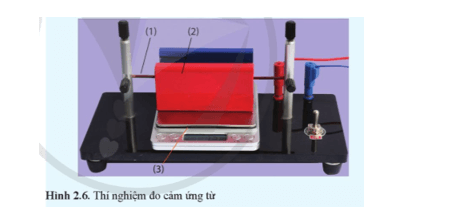 (1)
(2)
(3)
Hình 2.6. Thí nghiệm đo cảm ứng từ